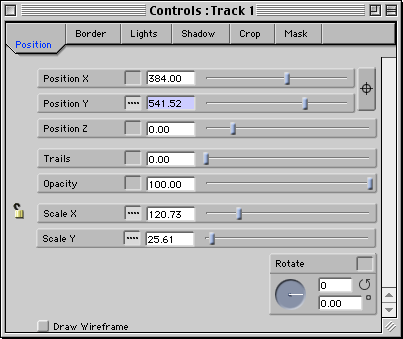 Controls : Track 1
Position Border Lights Shadow Crop Mask
Position X 384.00
Position Y 541.52
Position Z 0.00
Trails 0.00
Opacity 100.00
Scale X 120.73
Scale Y 25.61
Rotate
0
0.00 °
Draw Wireframe